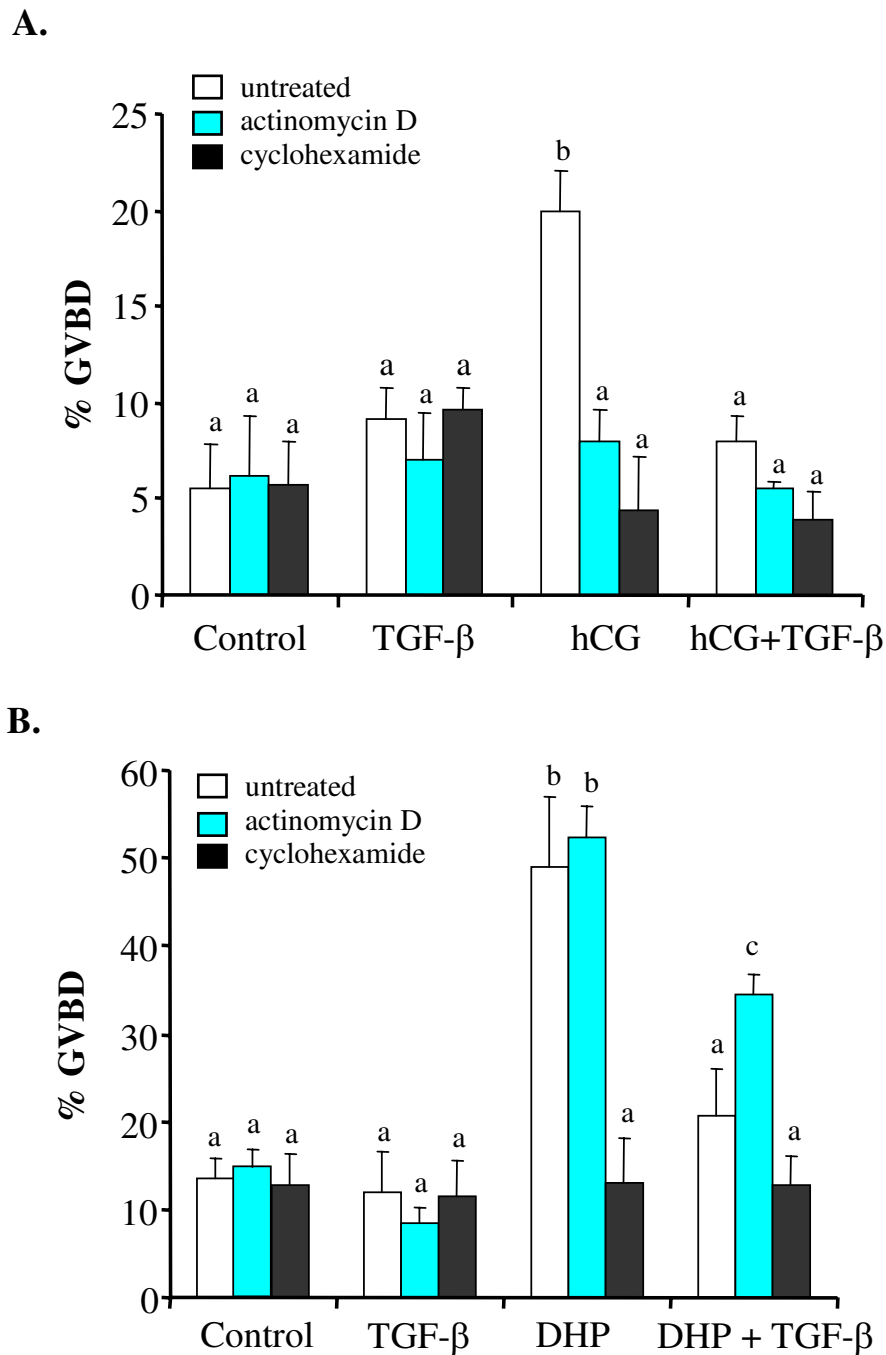 A.
untreated
actinomycin D
cyclohexamide
25
20
15
10
5
0
% GVBD
a a a a a a b a a a a a
Control TGF-β hCG hCG+TGF-β
B.
untreated
actinomycin D
cyclohexamide
60
50
40
30
20
10
0
% GVBD
a a a a a a b b a a c a
Control TGF-β DHP DHP + TGF-β